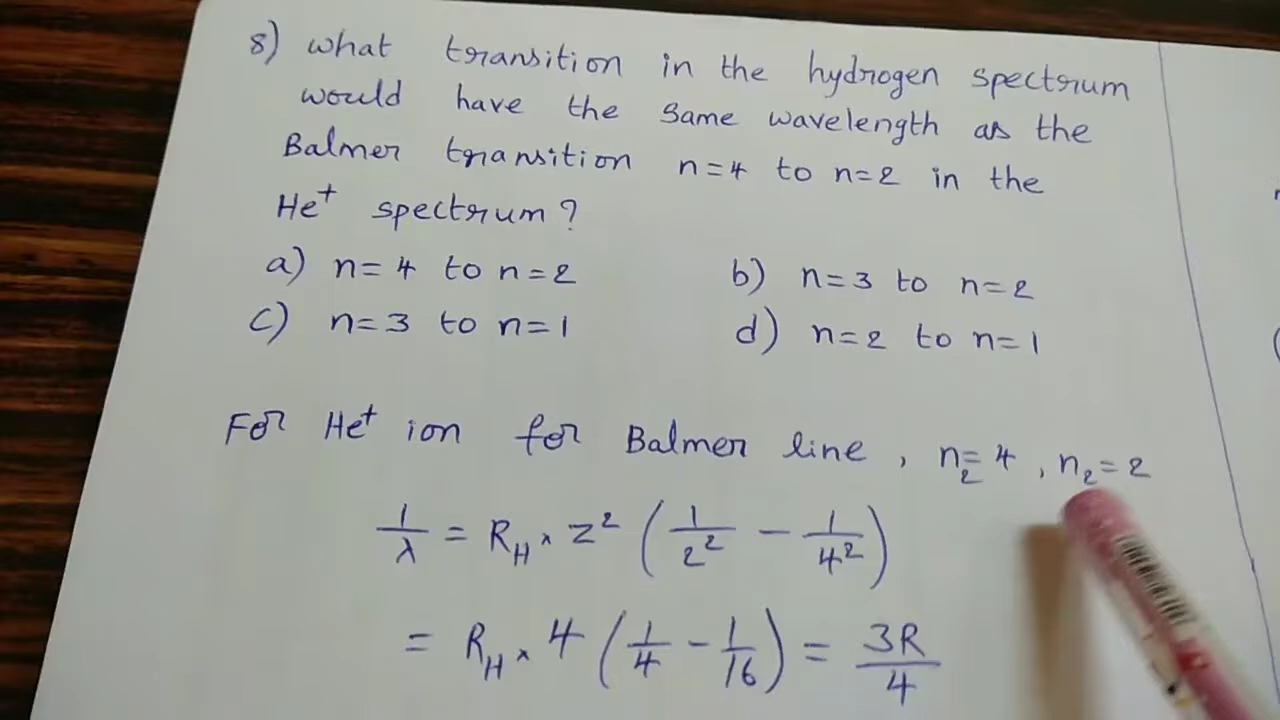 8) what transition in the hydrogen spectrum
would have the same wavelength as the
Balmer transition n=4 to n=2 in the
He⁺ spectrum?
a) n=4 to n=2 b) n=3 to n=2
c) n=3 to n=1 d) n=2 to n=1
For He⁺ ion for Balmer line, n₂=4, n₂=2
1/λ = R_H × Z² (1/2² − 1/4²)
= R_H × 4 (1/4 − 1/16) = 3R/4